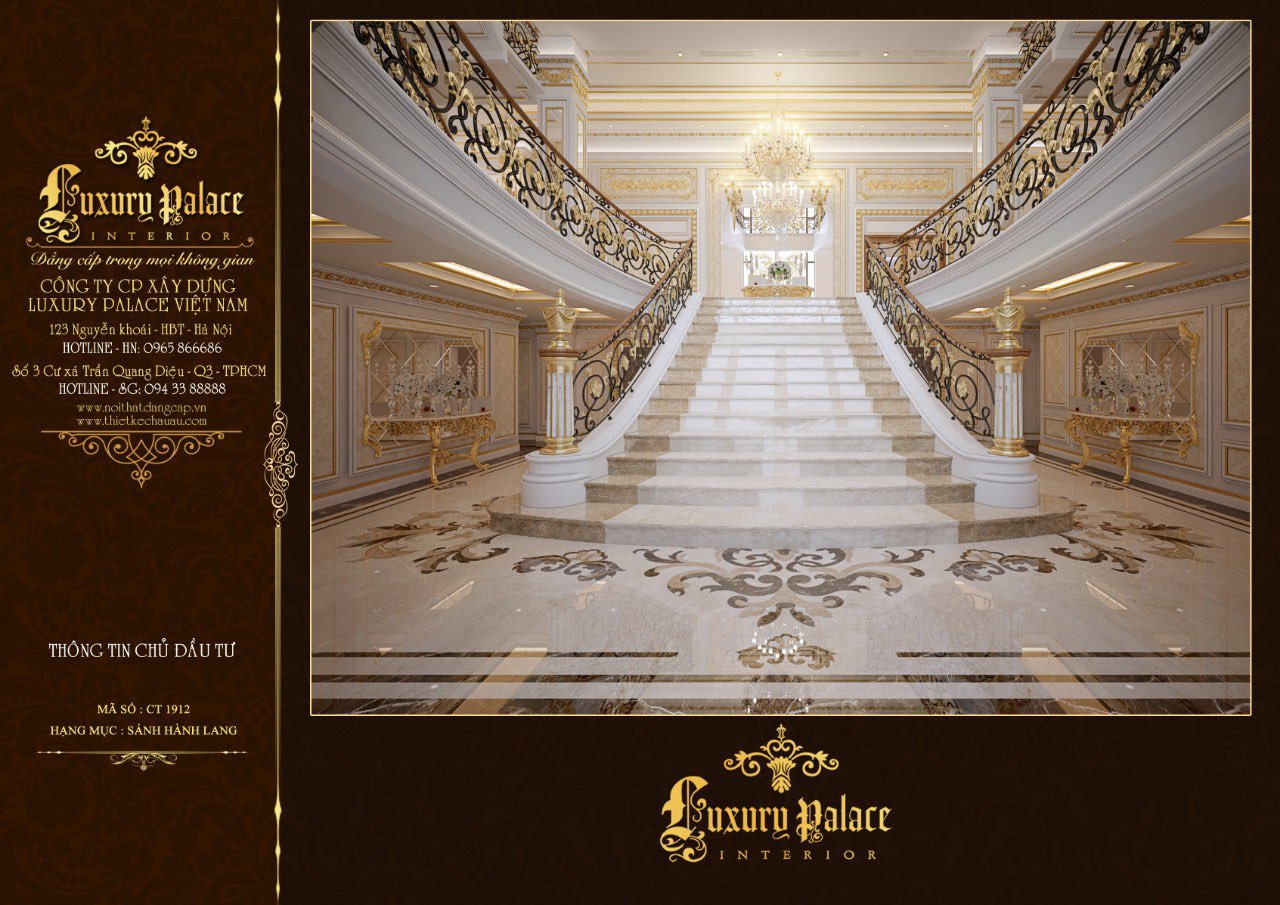 Luxury Palace
INTERIOR
Đẳng cấp trong mọi không gian
CÔNG TY CP XÂY DỰNG
LUXURY PALACE VIỆT NAM
123 Nguyễn khoái - HBT - Hà Nội
HOTLINE - HN: 0965 866686
Số 3 Cư xá Trần Quang Diệu - Q3 - TPHCM
HOTLINE - SG: 094 33 88888
www.noithatdangcap.vn
www.thietkechauau.com
THÔNG TIN CHỦ ĐẦU TƯ
MÃ SỐ : CT 1912
HẠNG MỤC : SẢNH HÀNH LANG
Luxury Palace
INTERIOR